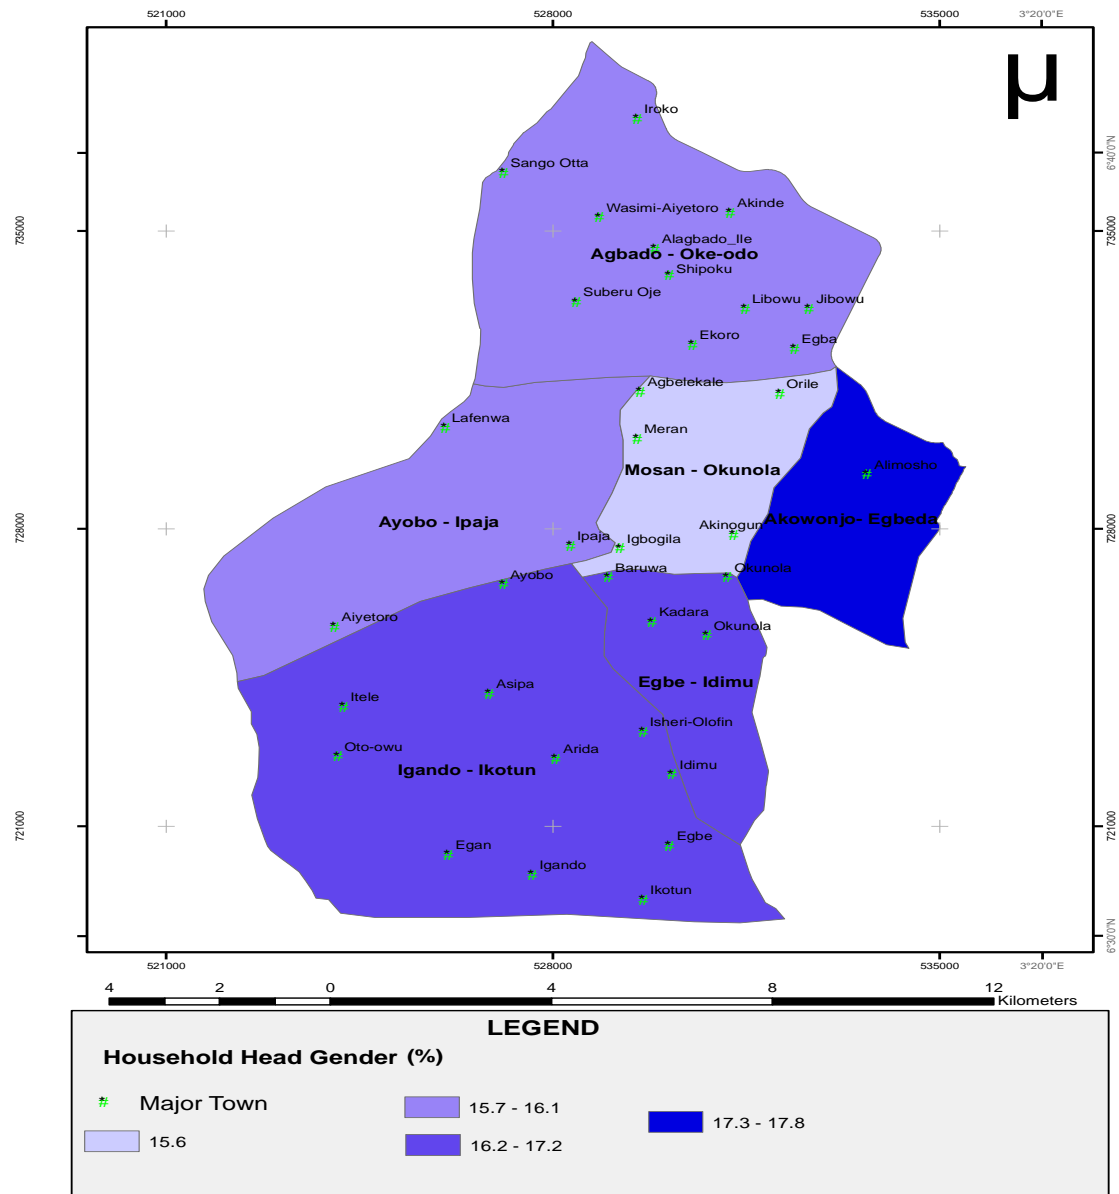 521000 528000 535000 3°20'0"E
µ
Iroko
6°40'0"N
Sango Otta
Wasimi-Aiyetoro Akinde
735000 735000
Alagbado_Ile
Agbado - Oke-odo
Shipoku
Suberu Oje Libowu Jibowu
Ekoro Egba
Agbelekale Orile
Lafenwa
Meran
Mosan - Okunola Alimosho
Ayobo - Ipaja Akowonjo- Egbeda
728000 728000
Ipaja Igbogila Akinogun
Ayobo Baruwa Okunola
Aiyetoro Kadara
Okunola
Asipa Egbe - Idimu
Itele
Isheri-Olofin
Oto-owu Arida
Igando - Ikotun Idimu
721000 721000
Egan Egbe
Igando
Ikotun
6°30'0"N
521000 528000 535000 3°20'0"E
4 2 0 4 8 12
Kilometers
LEGEND
Household Head Gender (%)
Major Town
15.7 - 16.1
17.3 - 17.8
15.6
16.2 - 17.2